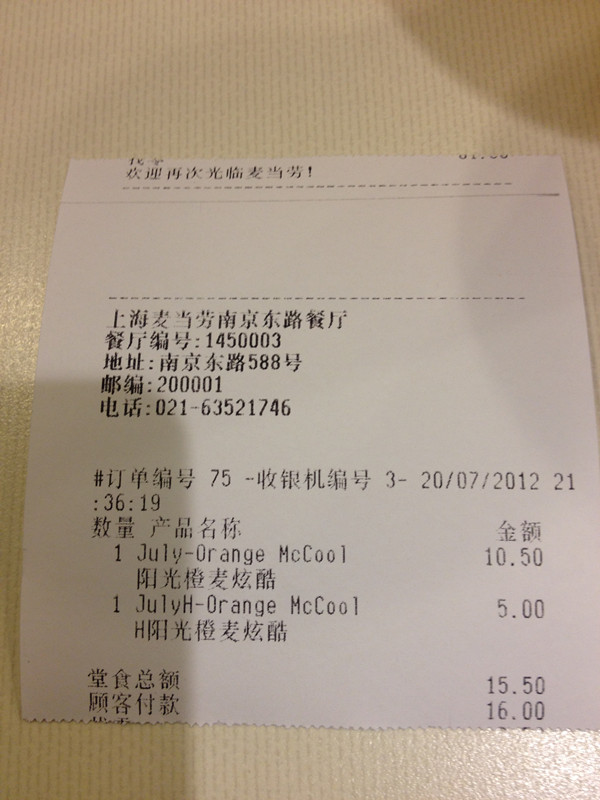 欢迎再次光临麦当劳!
上海麦当劳南京东路餐厅
餐厅编号:1450003
地址:南京东路588号
邮编:200001
电话:021-63521746
#订单编号 75 -收银机编号 3- 20/07/2012 21
:36:19
数量 产品名称 金额
1 July-Orange McCool 10.50
阳光橙麦炫酷
1 JulyH-Orange McCool 5.00
H阳光橙麦炫酷
堂食总额 15.50
顾客付款 16.00